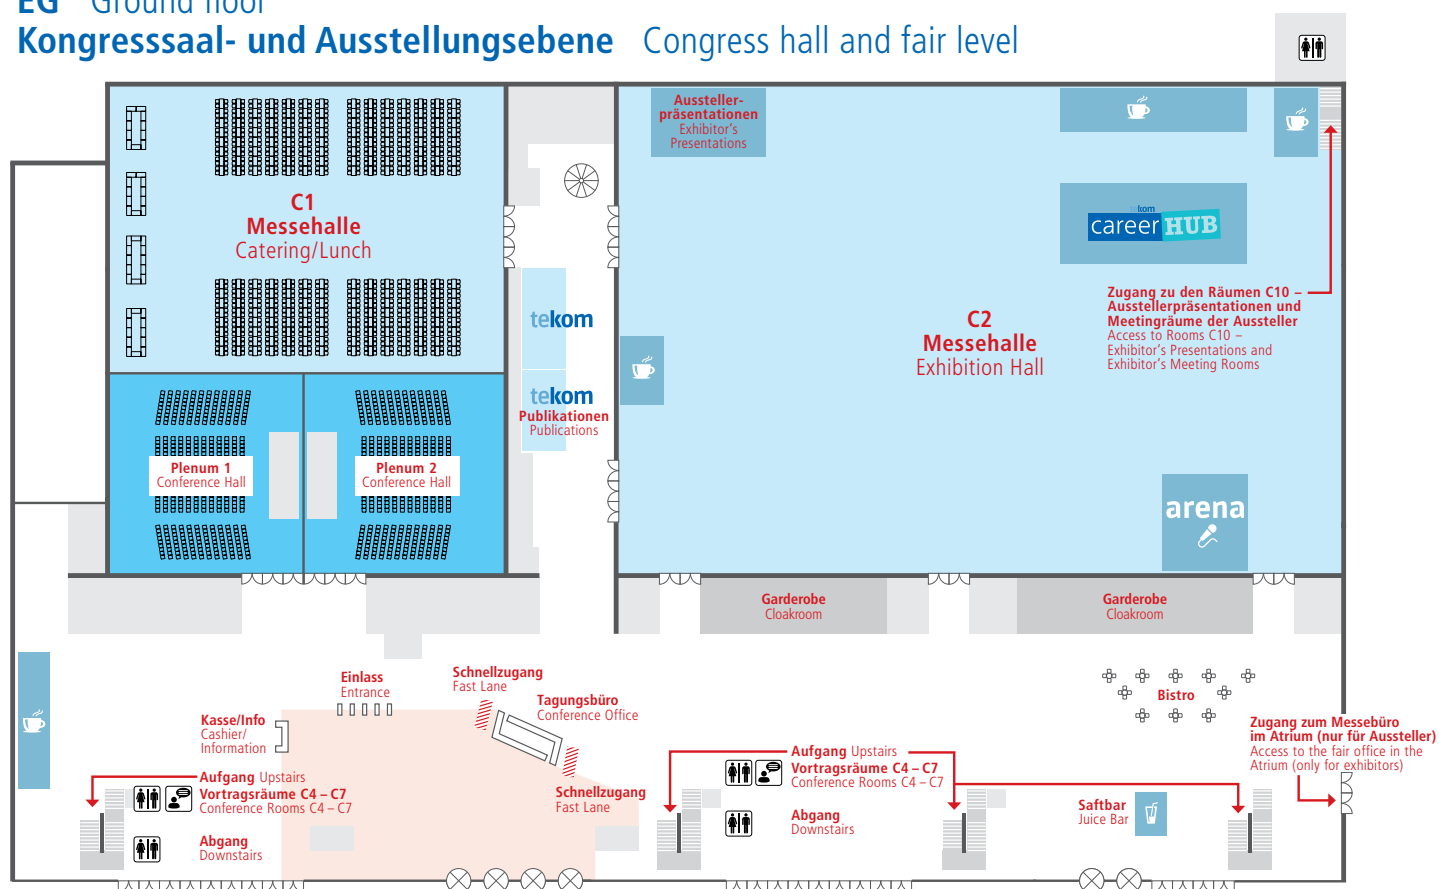 EG Ground floor
Kongresssaal- und Ausstellungsebene Congress hall and fair level
Aussteller-
präsentationen
Exhibitor's
Presentations
C1
Messehalle
Catering/Lunch
tekom
careerHUB
Zugang zu den Räumen C10 –
Ausstellerpräsentationen und
Meetingräume der Aussteller
Access to Rooms C10 –
Exhibitor's Presentations and
Exhibitor's Meeting Rooms
C2
Messehalle
Exhibition Hall
tekom
tekom
Publikationen
Publications
Plenum 1
Conference Hall
Plenum 2
Conference Hall
arena
Garderobe
Cloakroom
Garderobe
Cloakroom
Einlass
Entrance
Schnellzugang
Fast Lane
Tagungsbüro
Conference Office
Kasse/Info
Cashier/
Information
Bistro
Zugang zum Messebüro
im Atrium (nur für Aussteller)
Access to the fair office in the
Atrium (only for exhibitors)
Aufgang Upstairs
Vortragsräume C4 – C7
Conference Rooms C4 – C7
Abgang
Downstairs
Schnellzugang
Fast Lane
Aufgang Upstairs
Vortragsräume C4 – C7
Conference Rooms C4 – C7
Abgang
Downstairs
Saftbar
Juice Bar